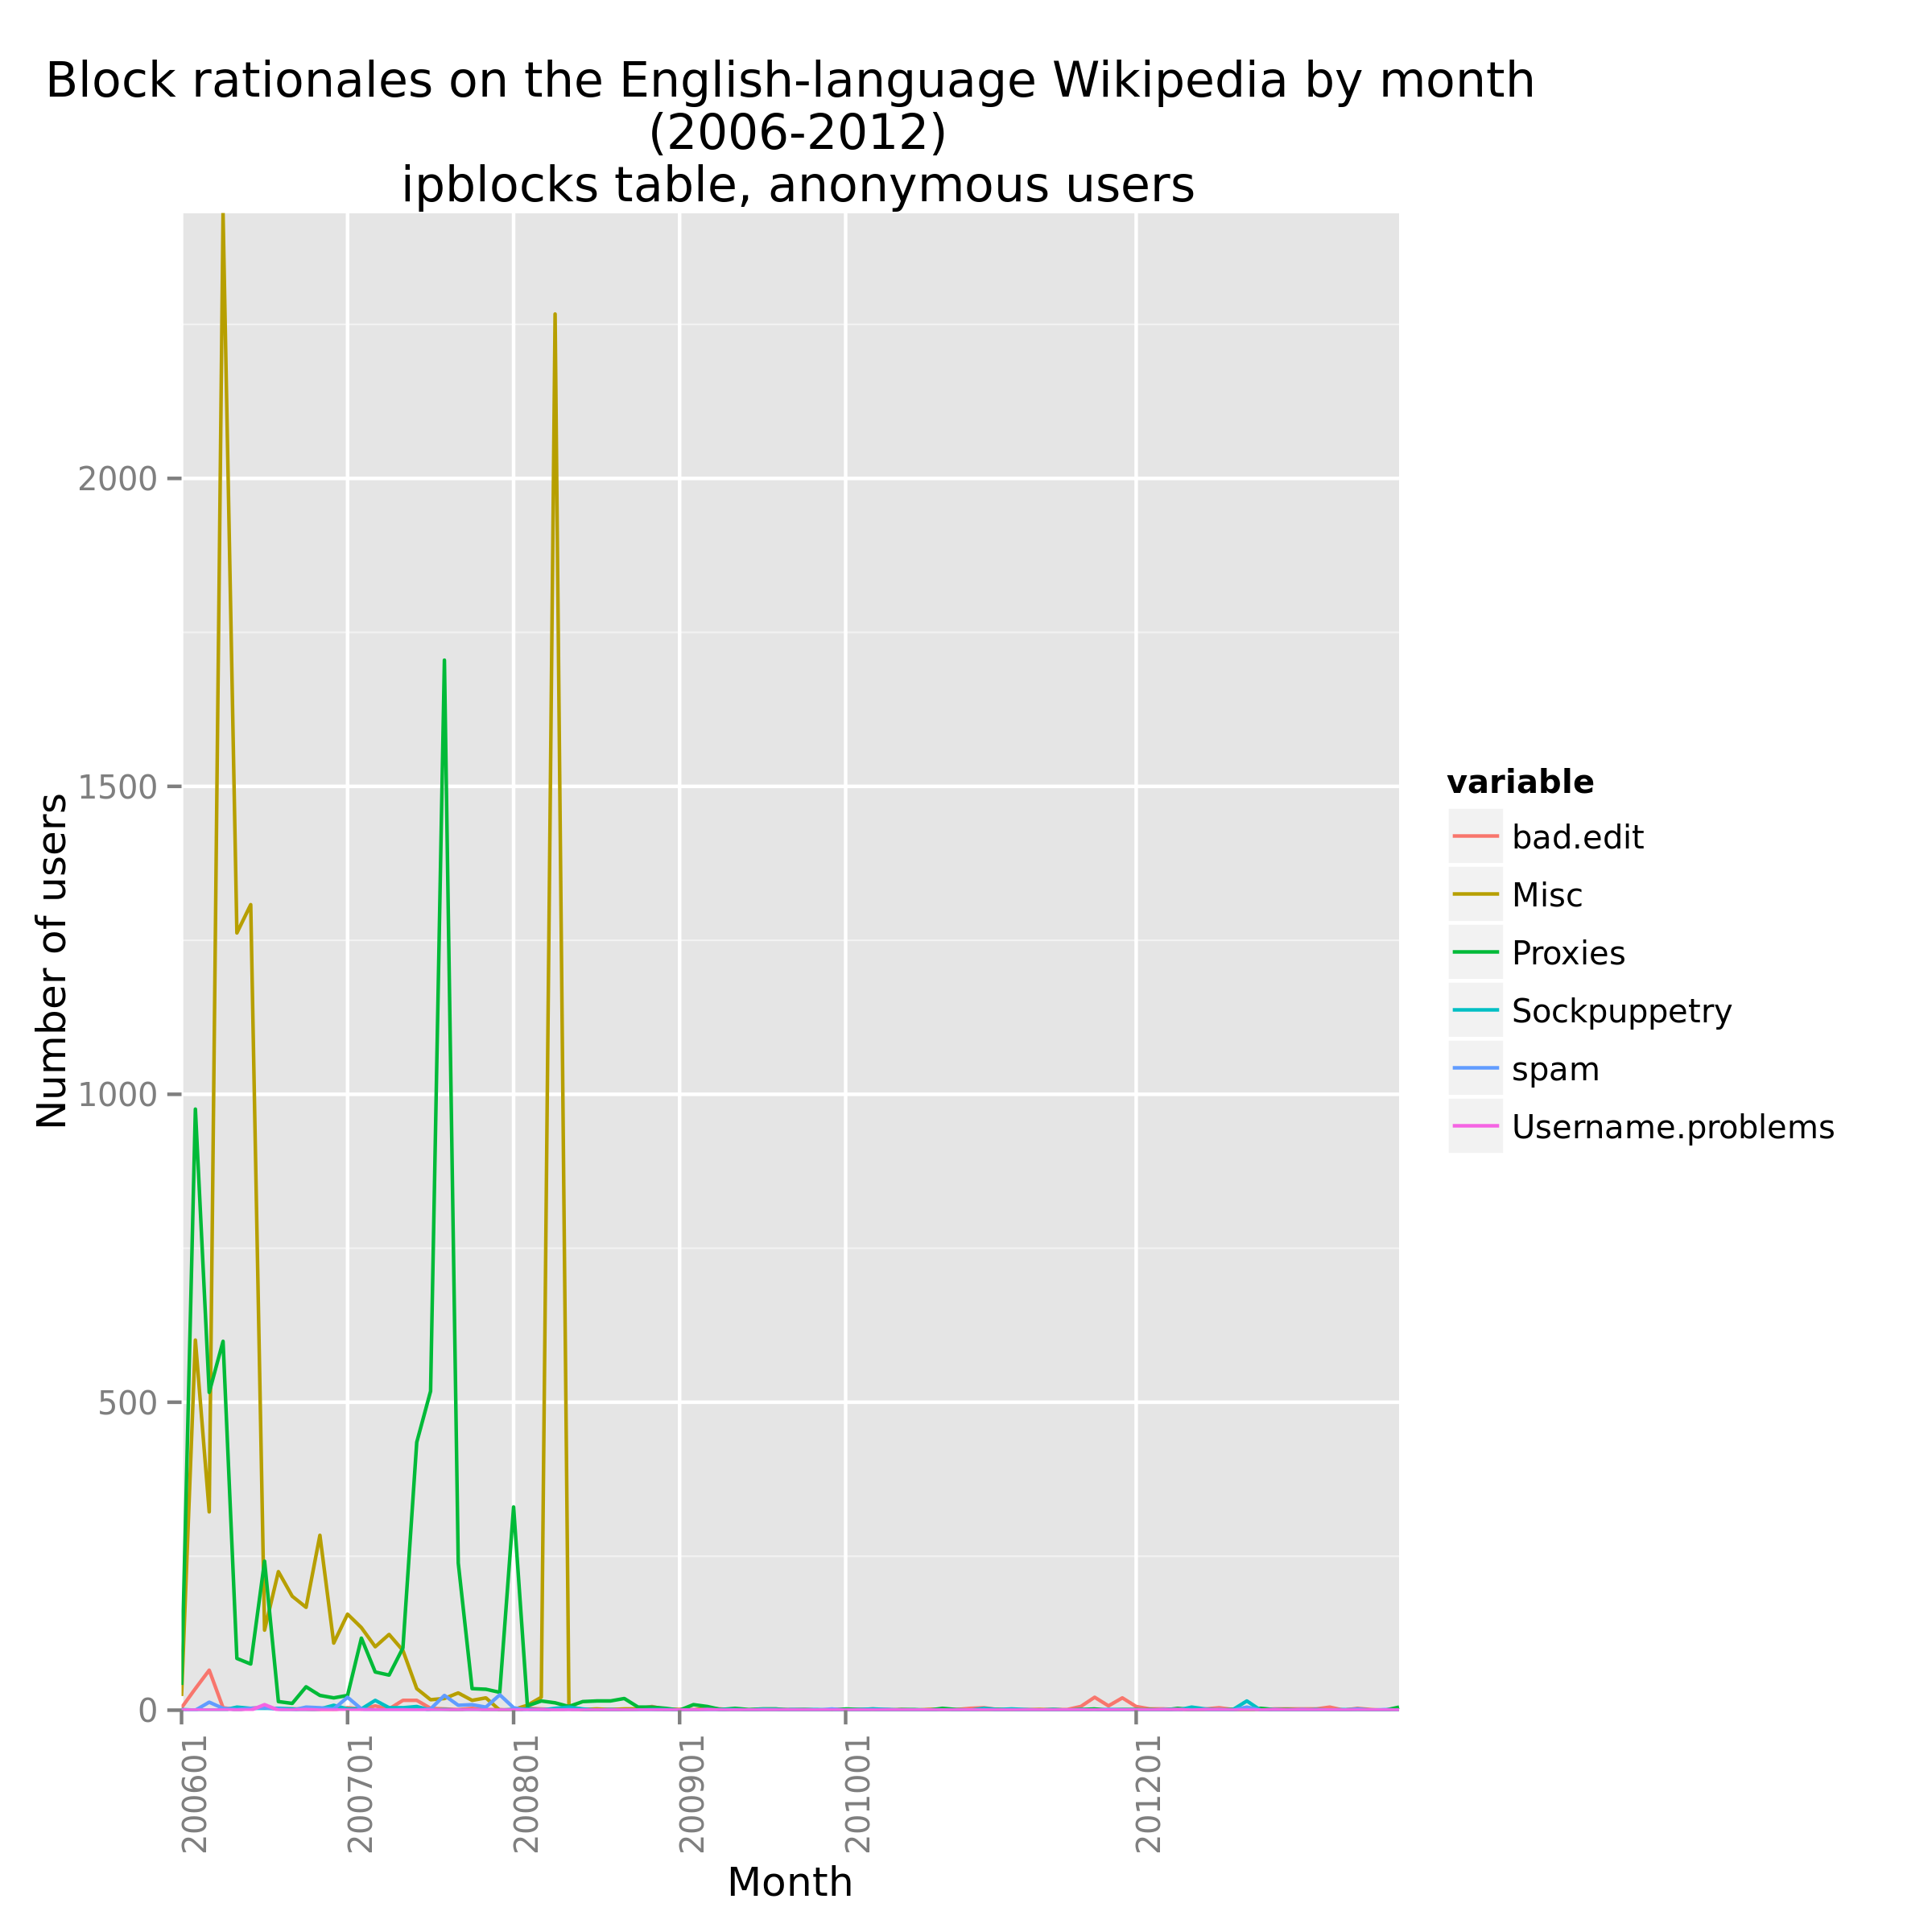 Block rationales on the English-language Wikipedia by month
(2006-2012)
ipblocks table, anonymous users
Number of users
2000
1500
1000
500
0
200601
200701
200801
200901
201001
201201
Month
variable
bad.edit
Misc
Proxies
Sockpuppetry
spam
Username.problems